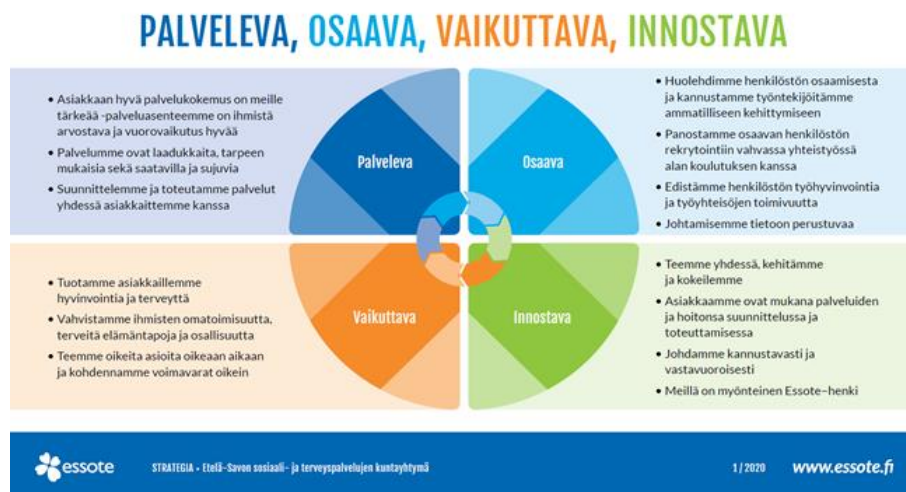 PALVELEVA, OSAAVA, VAIKUTTAVA, INNOSTAVA
• Asiakkaan hyvä palvelukokemus on meille
tärkeää -palveluasenteemme on ihmistä
arvostava ja vuorovaikutus hyvää
• Palvelumme ovat laadukkaita, tarpeen
mukaisia sekä saatavilla ja sujuvia
• Suunnittelemme ja toteutamme palvelut
yhdessä asiakkaittemme kanssa
Palveleva
Osaava
• Huolehdimme henkilöstön osaamisesta
ja kannustamme työntekijöitämme
ammatilliseen kehittymiseen
• Panostamme osaavan henkilöstön
rekrytointiin vahvassa yhteistyössä
alan koulutuksen kanssa
• Edistämme henkilöstön työhyvinvointia
ja työyhteisöjen toimivuutta
• Johtamisemme tietoon perustuvaa
• Tuotamme asiakkaillemme
hyvinvointia ja terveyttä
• Vahvistamme ihmisten omatoimisuutta,
terveitä elämäntapoja ja osallisuutta
• Teemme oikeita asioita oikeaan aikaan
ja kohdennamme voimavarat oikein
Vaikuttava
Innostava
• Teemme yhdessä, kehitämme
ja kokeilemme
• Asiakkaamme ovat mukana palveluiden
ja hoitonsa suunnittelussa ja
toteuttamisessa
• Johdamme kannustavasti ja
vastavuoroisesti
• Meillä on myönteinen Essote–henki
essote
STRATEGIA • Etelä-Savon sosiaali- ja terveyspalvelujen kuntayhtymä
1 / 2020
www.essote.fi